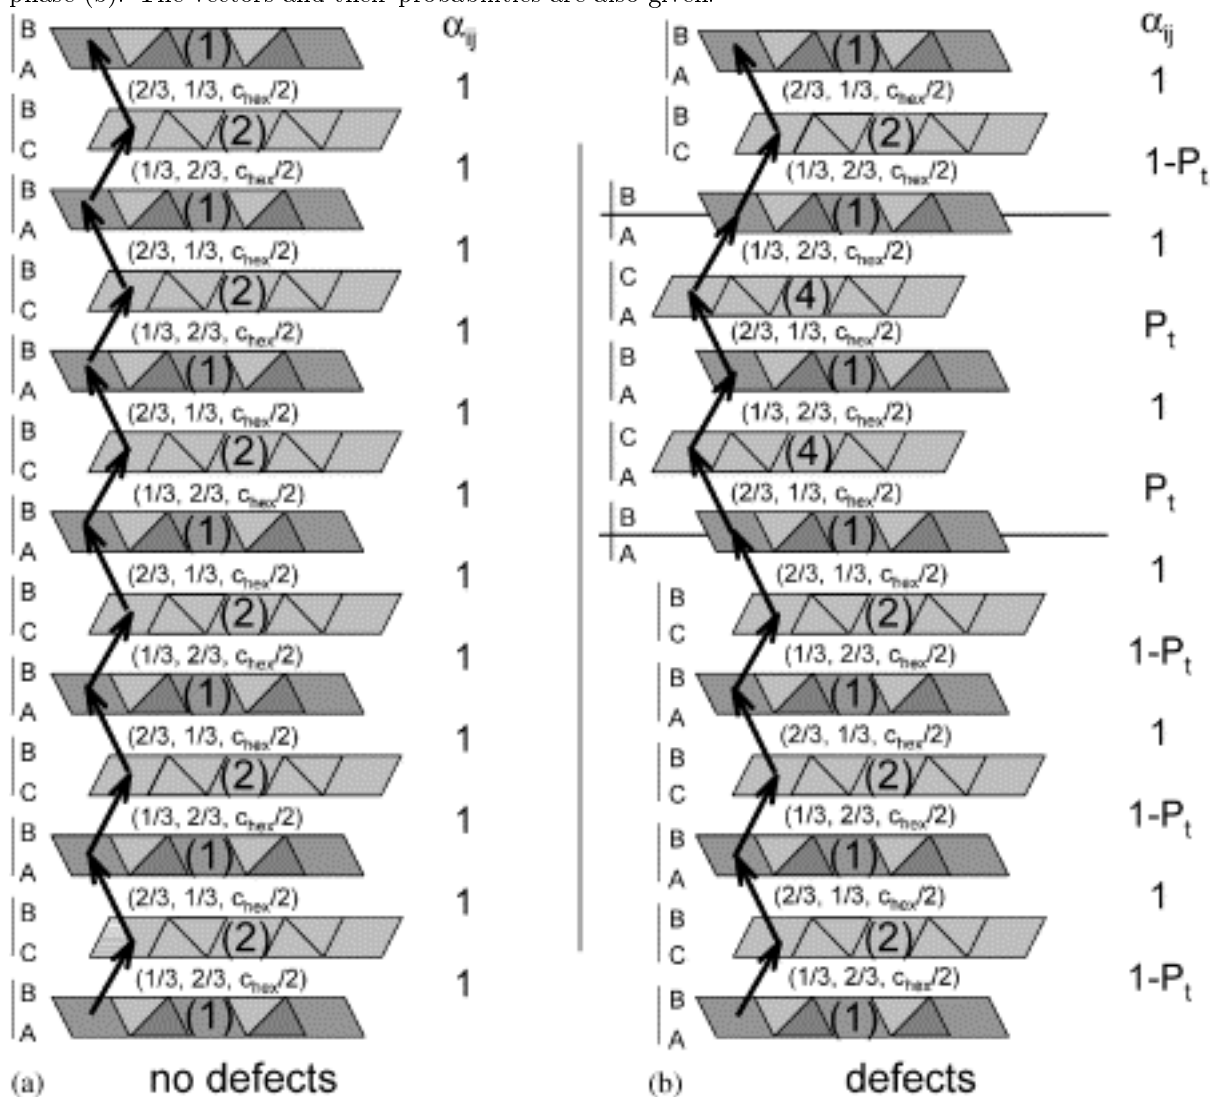 phase (b). The vectors and their probabilities are also given.
α_ij
B (1)
A
(2/3, 1/3, c_hex/2) 1
B (2)
C
(1/3, 2/3, c_hex/2) 1
B (1)
A
(2/3, 1/3, c_hex/2) 1
B (2)
C
(1/3, 2/3, c_hex/2) 1
B (1)
A
(2/3, 1/3, c_hex/2) 1
B (2)
C
(1/3, 2/3, c_hex/2) 1
B (1)
A
(2/3, 1/3, c_hex/2) 1
B (2)
C
(1/3, 2/3, c_hex/2) 1
B (1)
A
(2/3, 1/3, c_hex/2) 1
B (2)
C
(1/3, 2/3, c_hex/2) 1
B (1)
A
(2/3, 1/3, c_hex/2) 1
B (2)
C
(1/3, 2/3, c_hex/2) 1
B (1)
A
(a) no defects
α_ij
B (1)
A
(2/3, 1/3, c_hex/2) 1
B (2)
C
(1/3, 2/3, c_hex/2) 1-P_t
B (1)
A
(1/3, 2/3, c_hex/2) 1
C (4)
A
(2/3, 1/3, c_hex/2) P_t
B (1)
A
(1/3, 2/3, c_hex/2) 1
C (4)
A
(2/3, 1/3, c_hex/2) P_t
B (1)
A
(2/3, 1/3, c_hex/2) 1
B (2)
C
(1/3, 2/3, c_hex/2) 1-P_t
B (1)
A
(2/3, 1/3, c_hex/2) 1
B (2)
C
(1/3, 2/3, c_hex/2) 1-P_t
B (1)
A
(2/3, 1/3, c_hex/2) 1
B (2)
C
(1/3, 2/3, c_hex/2) 1-P_t
B (1)
A
(b) defects